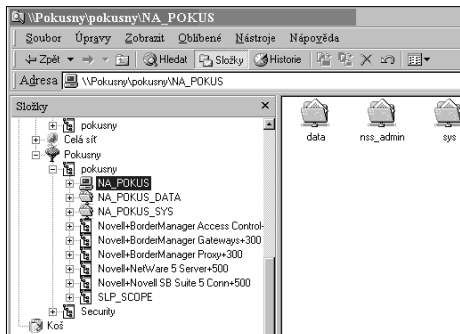 \\Pokusny\pokusny\NA_POKUS
Soubor Úpravy Zobrazit Oblíbené Nástroje Nápověda
Zpět Hledat Složky Historie
Adresa \\Pokusny\pokusny\NA_POKUS
Složky ×
pokusny
Celá síť
Pokusny
pokusny
NA_POKUS
NA_POKUS_DATA
NA_POKUS_SYS
Novell+BorderManager Access Control-
Novell+BorderManager Gateways+300
Novell+BorderManager Proxy+300
Novell+NetWare 5 Server+500
Novell+Novell SB Suite 5 Conn+500
SLP_SCOPE
Security
Koš
data nss_admin sys